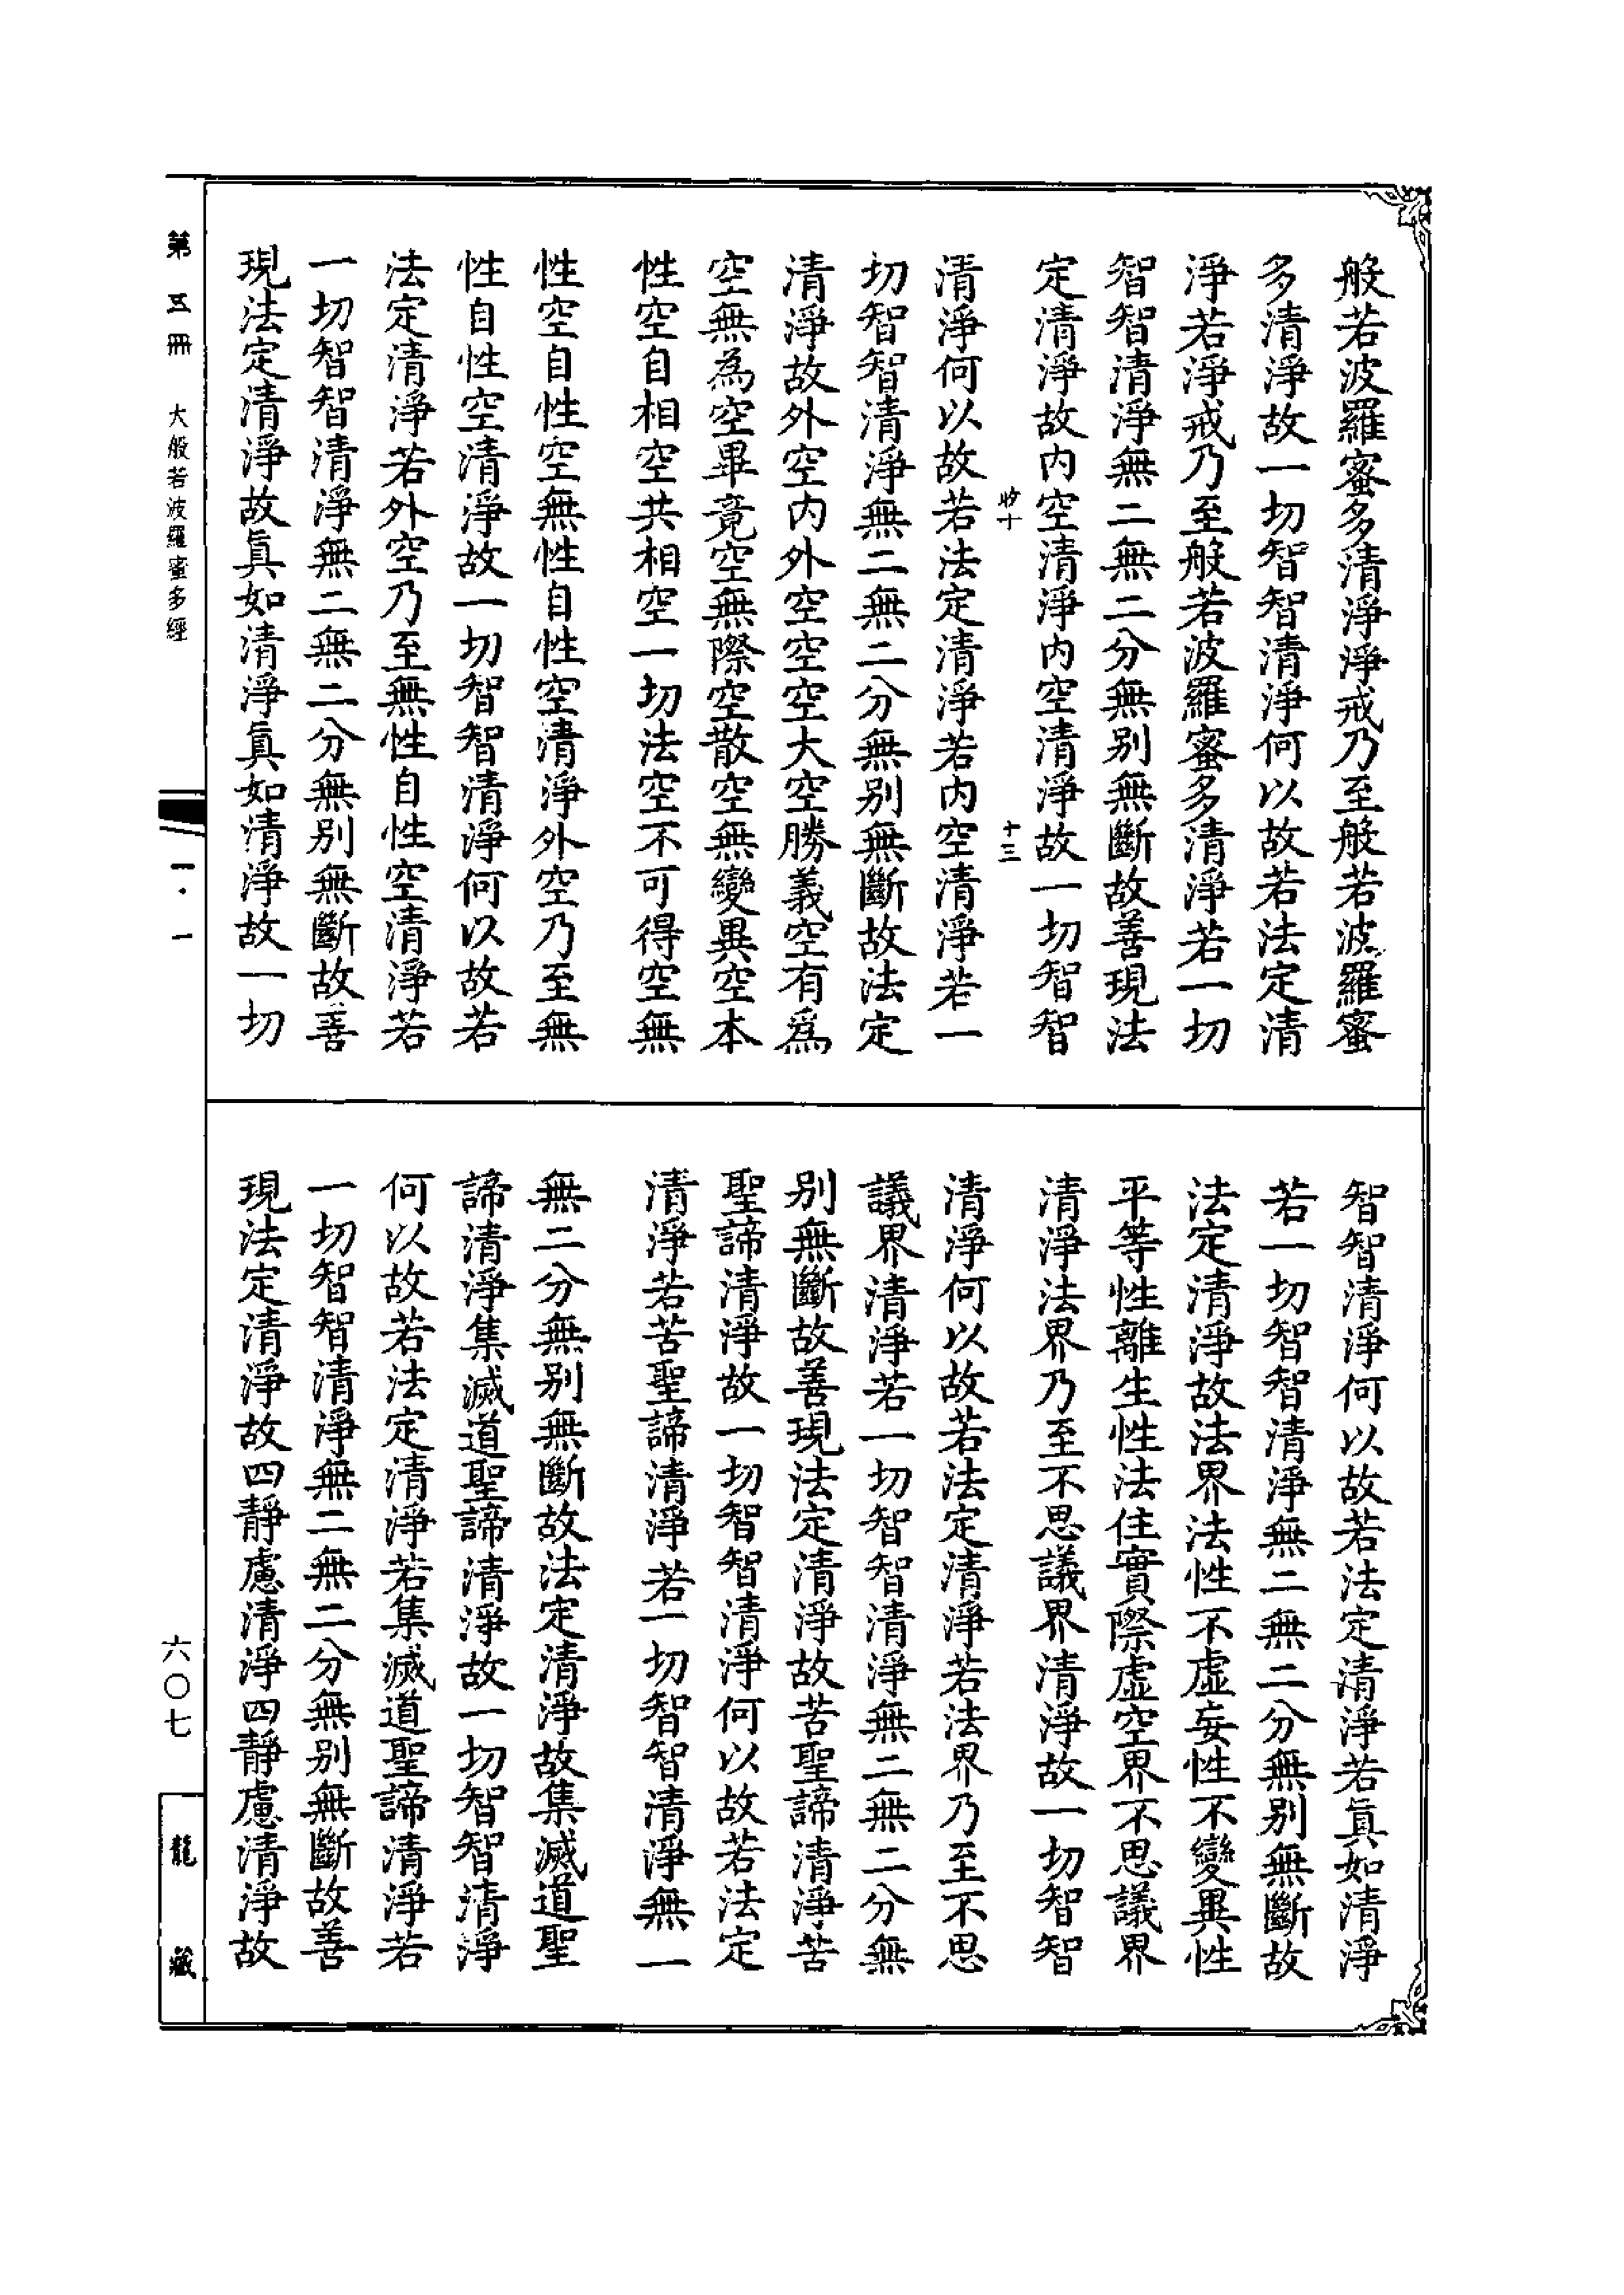 般若波羅蜜多清淨淨戒乃至般若波羅蜜
多清淨故一切智智清淨何以故若法定清
淨若淨戒乃至般若波羅蜜多清淨若一切
智智清淨無二無二分無別無斷故善現法
定清淨故內空清淨內空清淨故一切智智
十三
清淨何以故若法定清淨若內空清淨若一
切智智清淨無二無二分無別無斷故法定
清淨故外空內外空空空大空勝義空有爲
空無為空畢竟空無際空散空無變異空本
性空自相空共相空一切法空不可得空無
性空自性空無性自性空清淨外空乃至無
性自性空清淨故一切智智清淨何以故若
法定清淨若外空乃至無性自性空清淨若
一切智智清淨無二無二分無別無斷故善
現法定清淨故真如清淨真如清淨故一切
智智清淨何以故若法定清淨若真如清淨
若一切智智清淨無二無二分無別無斷故
法定清淨故法界法性不虛妄性不變異性
平等性離生性法住實際虛空界不思議界
清淨法界乃至不思議界清淨故一切智智
清淨何以故若法定清淨若法界乃至不思
議界清淨若一切智智清淨無二無二分無
別無斷故善現法定清淨故苦聖諦清淨苦
聖諦清淨故一切智智清淨何以故若法定
清淨若苦聖諦清淨若一切智智清淨無二
無二分無別無斷故法定清淨故集滅道聖
諦清淨集滅道聖諦清淨故一切智智清淨
何以故若法定清淨若集滅道聖諦清淨若
一切智智清淨無二無二分無別無斷故善
現法定清淨故四靜慮清淨四靜慮清淨故
第五冊 大般若波羅蜜多經
一·一
六〇七
龍藏